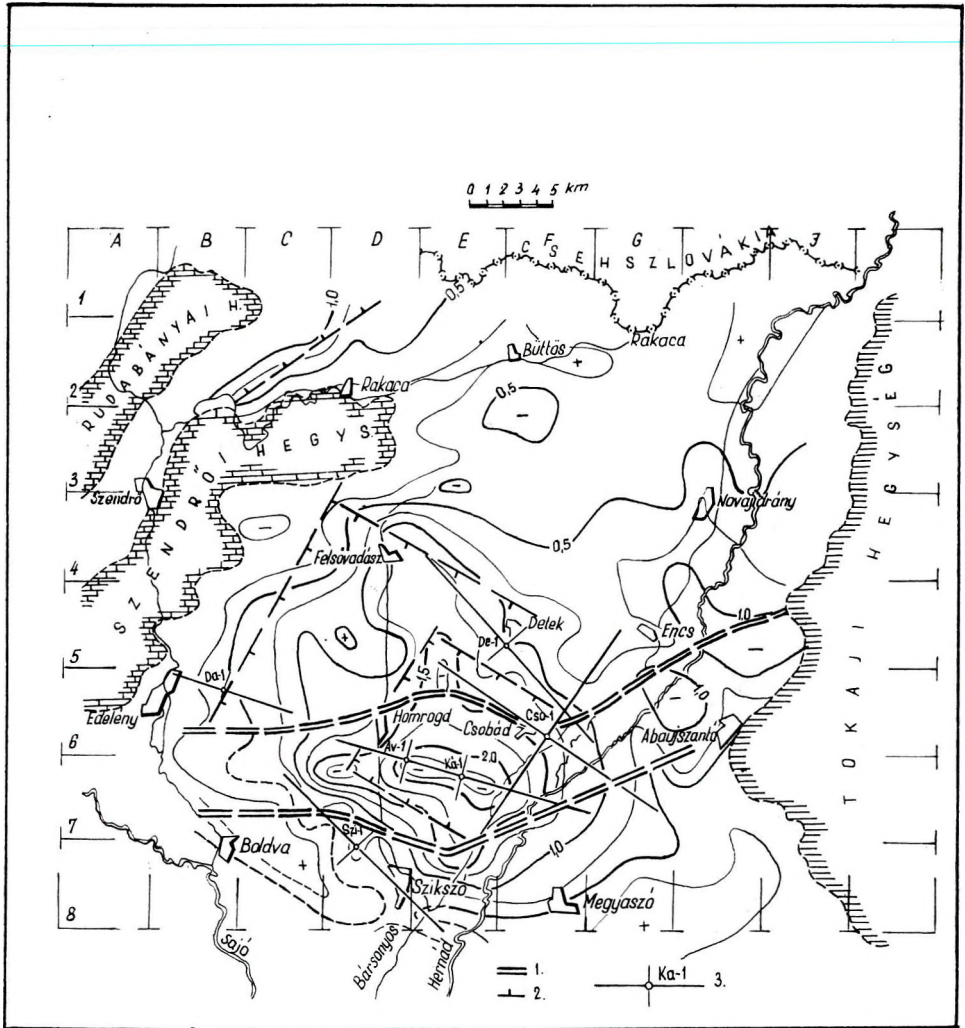 0 1 2 3 4 5 km
A B C D E F G J
CSEHSZLOVÁKIA
1
2
3
4
5
6
7
8
RUDABÁNYAI H.
SZENDRŐI HEGYS.
TOKAJI HEGYSÉG
1,0
0,5
Büttös
Rakaca
+
+
Rakaca
0,5
–
–
Szendrő
–
Novajidrány
0,5
Felsővadász
1,0
Detek
Encs
+
De-1
–
1,5
Da-1
–
1,0
Edelény
Homrogd
Csobád
Cso-1
Abaújszántó
Av-1
Ka-1
–2,0
Szi-1
1,0
Boldva
+
Szikszó
Megyaszó
+
Sajó
Bársonyos
Hernád
1.
2.
Ka-1
3.